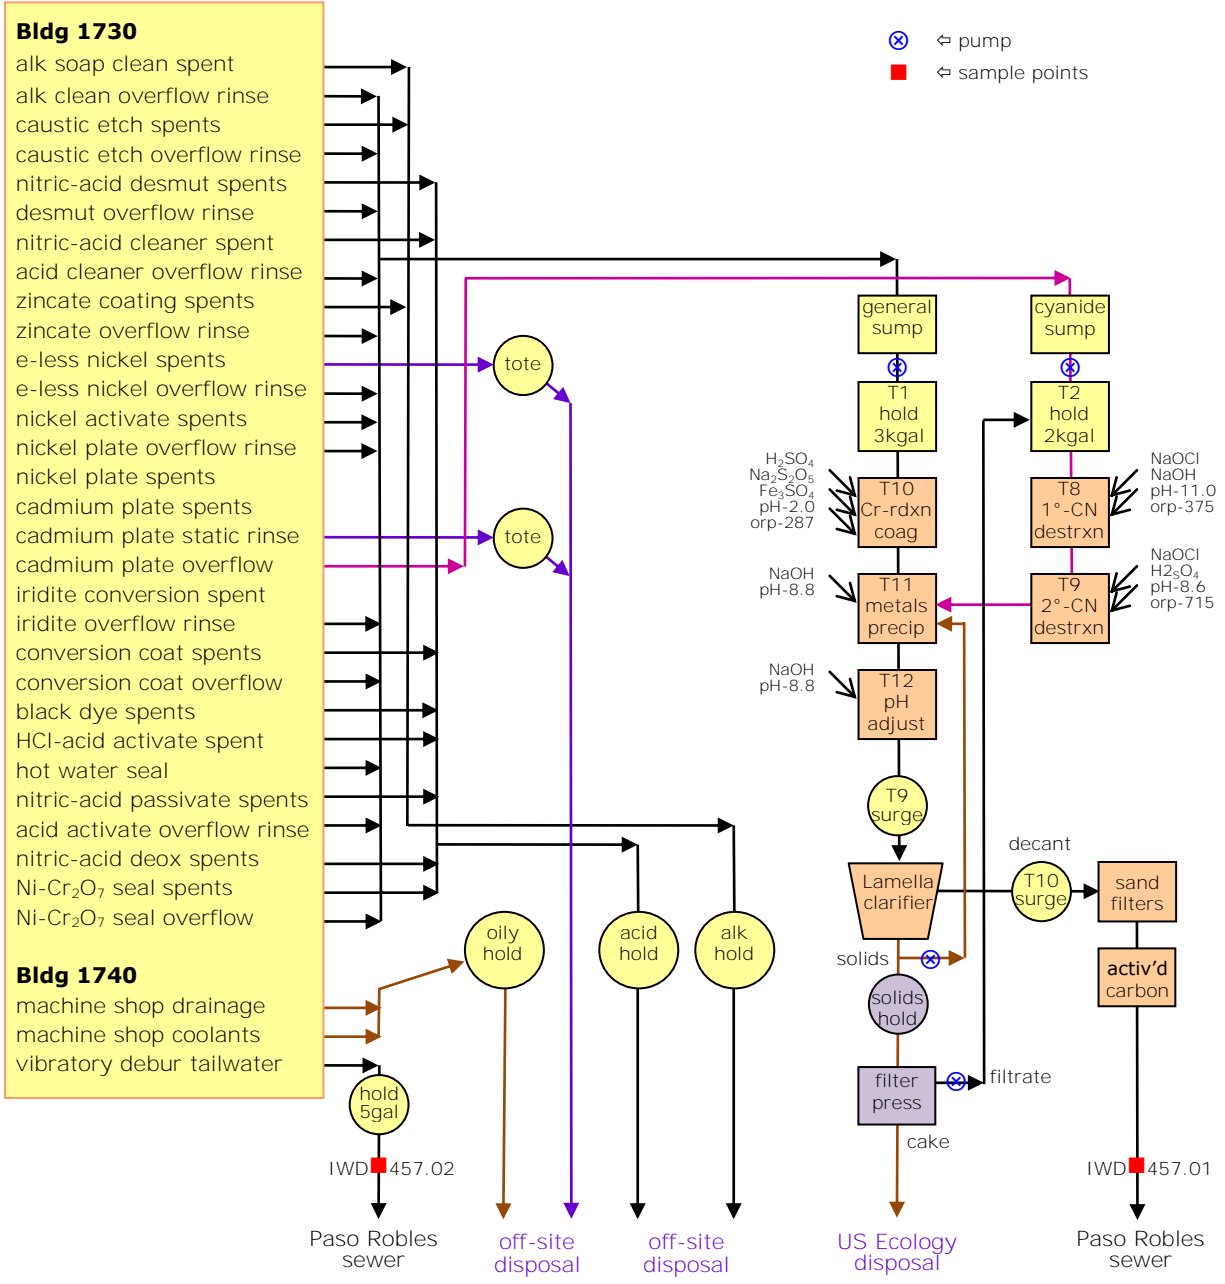 Bldg 1730
alk soap clean spent
alk clean overflow rinse
caustic etch spents
caustic etch overflow rinse
nitric-acid desmut spents
desmut overflow rinse
nitric-acid cleaner spent
acid cleaner overflow rinse
zincate coating spents
zincate overflow rinse
e-less nickel spents
e-less nickel overflow rinse
nickel activate spents
nickel plate overflow rinse
nickel plate spents
cadmium plate spents
cadmium plate static rinse
cadmium plate overflow
iridite conversion spent
iridite overflow rinse
conversion coat spents
conversion coat overflow
black dye spents
HCl-acid activate spent
hot water seal
nitric-acid passivate spents
acid activate overflow rinse
nitric-acid deox spents
Ni-Cr₂O₇ seal spents
Ni-Cr₂O₇ seal overflow
Bldg 1740
machine shop drainage
machine shop coolants
vibratory debur tailwater
⇦ pump
⇦ sample points
tote
tote
general
sump
cyanide
sump
T1
hold
3kgal
T2
hold
2kgal
H₂SO₄
Na₂S₂O₅
Fe₃SO₄
pH-2.0
orp-287
T10
Cr-rdxn
coag
T8
1°-CN
destrxn
NaOCl
NaOH
pH-11.0
orp-375
NaOH
pH-8.8
T11
metals
precip
T9
2°-CN
destrxn
NaOCl
H2SO₄
pH-8.6
orp-715
NaOH
pH-8.8
T12
pH
adjust
T9
surge
Lamella
clarifier
decant
T10
surge
sand
filters
activ'd
carbon
solids
solids
hold
filter
press
filtrate
cake
oily
hold
acid
hold
alk
hold
hold
5gal
IWD 457.02
IWD 457.01
Paso Robles
sewer
off-site
disposal
off-site
disposal
US Ecology
disposal
Paso Robles
sewer